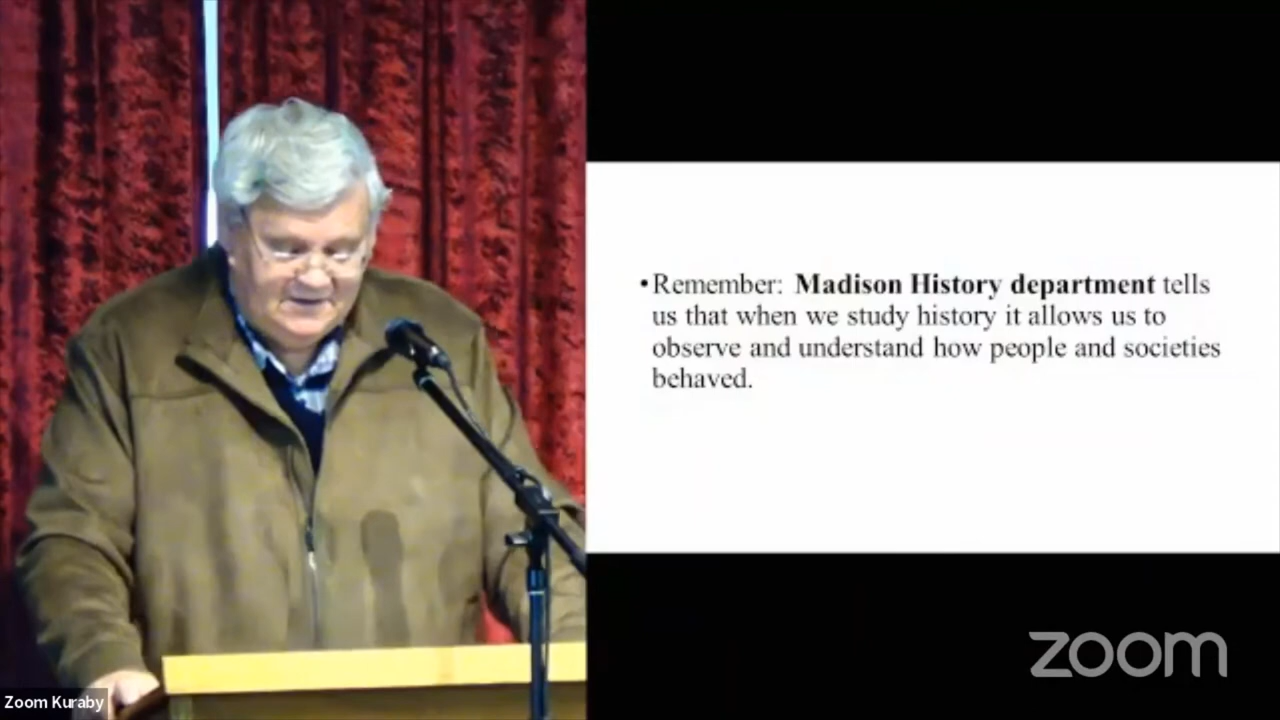 • Remember: Madison History department tells
us that when we study history it allows us to
observe and understand how people and societies
behaved.
zoom
Zoom Kuraby